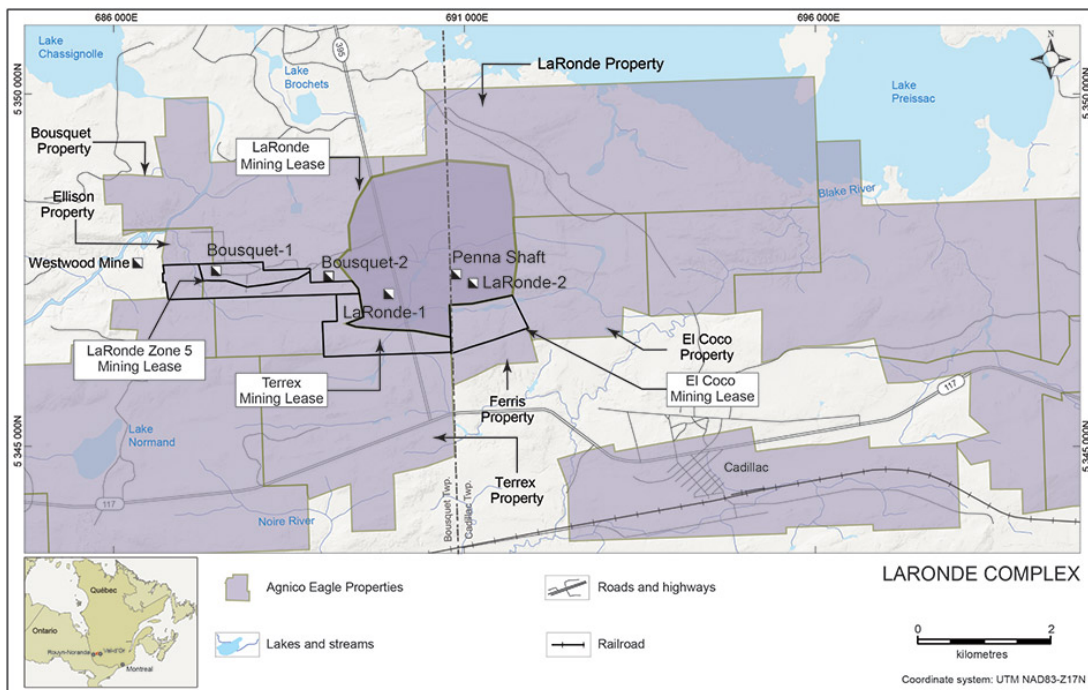 686 000E
691 000E
696 000E
Lake
Chassignolle
Lake
Brochets
395
LaRonde Property
N
Lake
Preissac
5 350 000N
5 350 000N
Bousquet
Property
LaRonde
Mining Lease
Ellison
Property
Blake River
Westwood Mine
Bousquet-1
Bousquet-2
Penna Shaft
LaRonde-2
LaRonde-1
LaRonde Zone 5
Mining Lease
Terrex
Mining Lease
El Coco
Property
El Coco
Mining Lease
Ferris
Property
117
Lake
Normand
5 345 000N
5 345 000N
Terrex
Property
Cadillac
117
Noire River
Bousquet Twp.
Cadillac Twp.
Québec
Ontario
Rouyn-Noranda
Val-d'Or
Montreal
Agnico Eagle Properties
Lakes and streams
Roads and highways
Railroad
LARONDE COMPLEX
0 2
kilometres
Coordinate system: UTM NAD83-Z17N